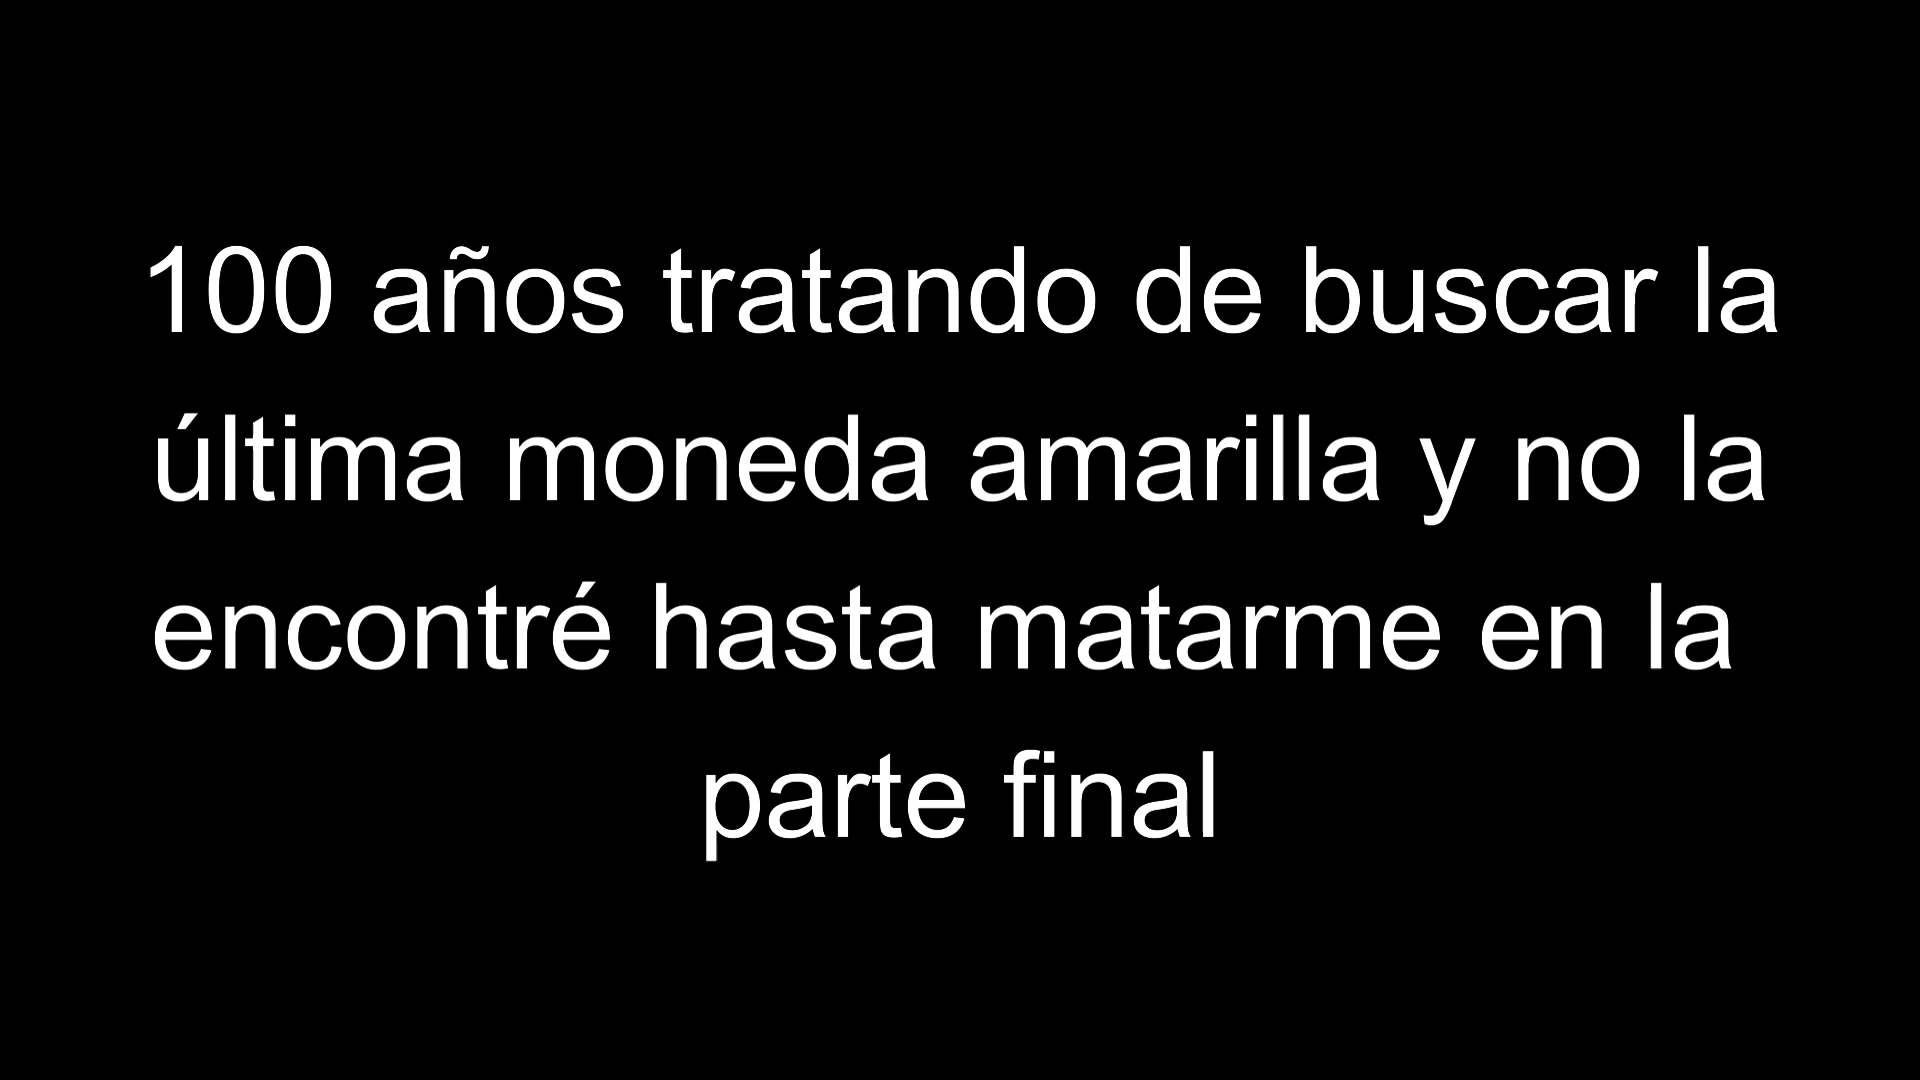 100 años tratando de buscar la
última moneda amarilla y no la
encontré hasta matarme en la
parte final